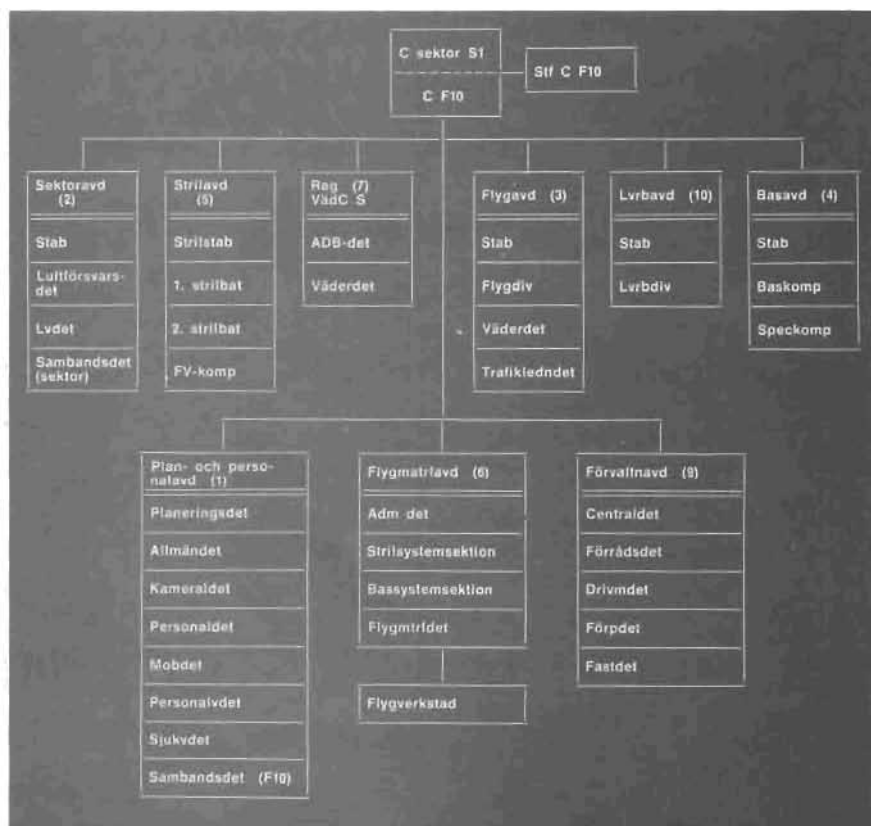 C sektor S1
C F10
Stf C F10
Sektoravd
(2)
Stab
Luftförsvars-
det
Lvdet
Sambandsdet
(sektor)
Strilavd
(5)
Strilstab
1. strilbat
2. strilbat
FV-komp
Reg (7)
VädC S
ADB-det
Väderdet
Flygavd (3)
Stab
Flygdiv
Väderdet
Trafikledndet
Lvrbavd (10)
Stab
Lvrbdiv
Basavd (4)
Stab
Baskomp
Speckomp
Plan- och perso-
nalavd (1)
Planeringsdet
Allmändet
Kameraldet
Personaldet
Mobdet
Personalvdet
Sjukvdet
Sambandsdet (F10)
Flygmatrlavd (6)
Adm det
Strilsystemsektion
Bassystemsektion
Flygmtrldet
Flygverkstad
Förvaltnavd (9)
Centraldet
Förrådsdet
Drivmdet
Förpdet
Fastdet